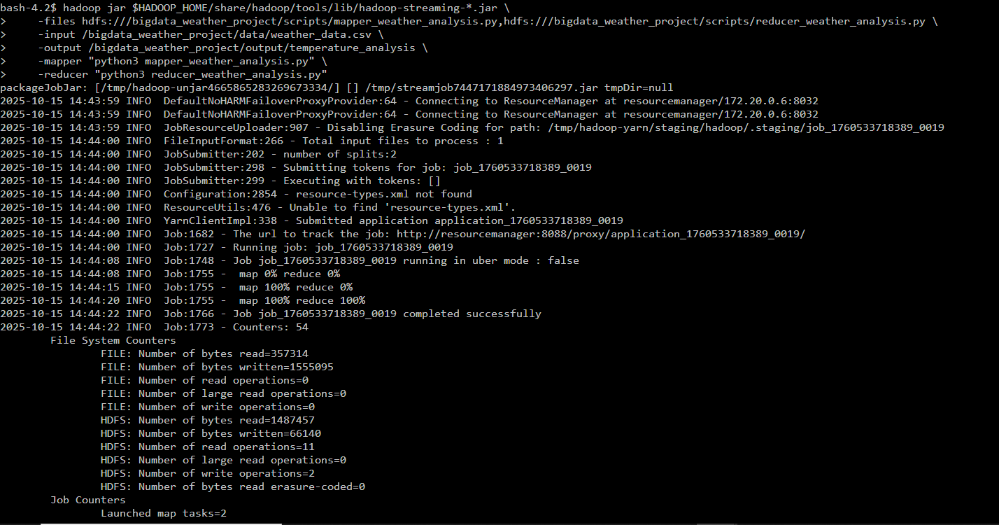 bash-4.2$ hadoop jar $HADOOP_HOME/share/hadoop/tools/lib/hadoop-streaming-*.jar \
>     -files hdfs:///bigdata_weather_project/scripts/mapper_weather_analysis.py,hdfs:///bigdata_weather_project/scripts/reducer_weather_analysis.py \
>     -input /bigdata_weather_project/data/weather_data.csv \
>     -output /bigdata_weather_project/output/temperature_analysis \
>     -mapper "python3 mapper_weather_analysis.py" \
>     -reducer "python3 reducer_weather_analysis.py"
packageJobJar: [/tmp/hadoop-unjar4665865283269673334/] [] /tmp/streamjob7447171884973406297.jar tmpDir=null
2025-10-15 14:43:59 INFO  DefaultNoHARMFailoverProxyProvider:64 - Connecting to ResourceManager at resourcemanager/172.20.0.6:8032
2025-10-15 14:43:59 INFO  DefaultNoHARMFailoverProxyProvider:64 - Connecting to ResourceManager at resourcemanager/172.20.0.6:8032
2025-10-15 14:43:59 INFO  JobResourceUploader:907 - Disabling Erasure Coding for path: /tmp/hadoop-yarn/staging/hadoop/.staging/job_1760533718389_0019
2025-10-15 14:44:00 INFO  FileInputFormat:266 - Total input files to process : 1
2025-10-15 14:44:00 INFO  JobSubmitter:202 - number of splits:2
2025-10-15 14:44:00 INFO  JobSubmitter:298 - Submitting tokens for job: job_1760533718389_0019
2025-10-15 14:44:00 INFO  JobSubmitter:299 - Executing with tokens: []
2025-10-15 14:44:00 INFO  Configuration:2854 - resource-types.xml not found
2025-10-15 14:44:00 INFO  ResourceUtils:476 - Unable to find 'resource-types.xml'.
2025-10-15 14:44:00 INFO  YarnClientImpl:338 - Submitted application application_1760533718389_0019
2025-10-15 14:44:00 INFO  Job:1682 - The url to track the job: http://resourcemanager:8088/proxy/application_1760533718389_0019/
2025-10-15 14:44:00 INFO  Job:1727 - Running job: job_1760533718389_0019
2025-10-15 14:44:08 INFO  Job:1748 - Job job_1760533718389_0019 running in uber mode : false
2025-10-15 14:44:08 INFO  Job:1755 -  map 0% reduce 0%
2025-10-15 14:44:15 INFO  Job:1755 -  map 100% reduce 0%
2025-10-15 14:44:20 INFO  Job:1755 -  map 100% reduce 100%
2025-10-15 14:44:22 INFO  Job:1766 - Job job_1760533718389_0019 completed successfully
2025-10-15 14:44:22 INFO  Job:1773 - Counters: 54
        File System Counters
                FILE: Number of bytes read=357314
                FILE: Number of bytes written=1555095
                FILE: Number of read operations=0
                FILE: Number of large read operations=0
                FILE: Number of write operations=0
                HDFS: Number of bytes read=1487457
                HDFS: Number of bytes written=66140
                HDFS: Number of read operations=11
                HDFS: Number of large read operations=0
                HDFS: Number of write operations=2
                HDFS: Number of bytes read erasure-coded=0
        Job Counters
                Launched map tasks=2